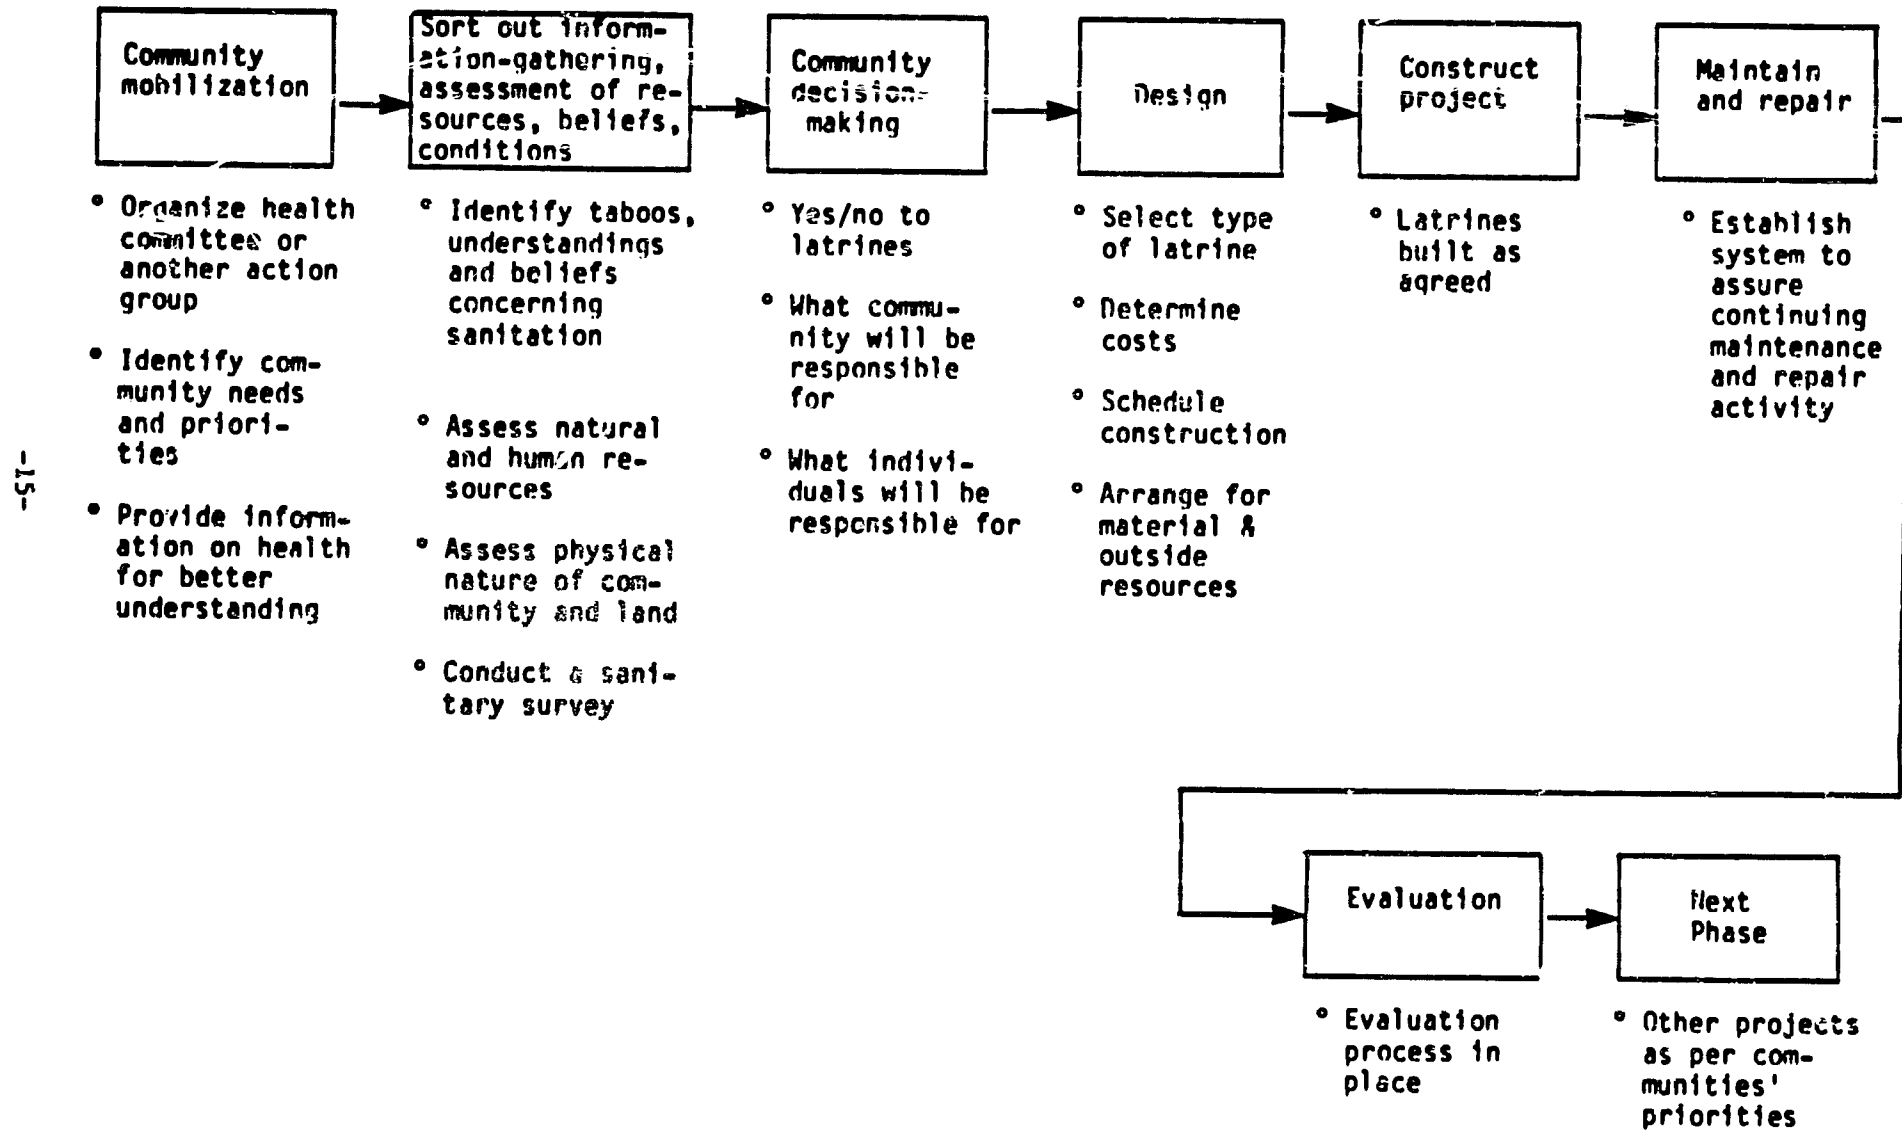 Community
mobilization
Sort out inform-
ation-gathering,
assessment of re-
sources, beliefs,
conditions
Community
decision-
making
Design
Construct
project
Maintain
and repair
° Organize health
committee or
another action
group
° Identify com-
munity needs
and priori-
ties
° Provide inform-
ation on health
for better
understanding
° Identify taboos,
understandings
and beliefs
concerning
sanitation
° Assess natural
and human re-
sources
° Assess physical
nature of com-
munity and land
° Conduct a sani-
tary survey
° Yes/no to
latrines
° What commu-
nity will be
responsible
for
° What indivi-
duals will be
responsible for
° Select type
of latrine
° Determine
costs
° Schedule
construction
° Arrange for
material &
outside
resources
° Latrines
built as
agreed
° Establish
system to
assure
continuing
maintenance
and repair
activity
-15-
Evaluation
Next
Phase
° Evaluation
process in
place
° Other projects
as per com-
munities'
priorities